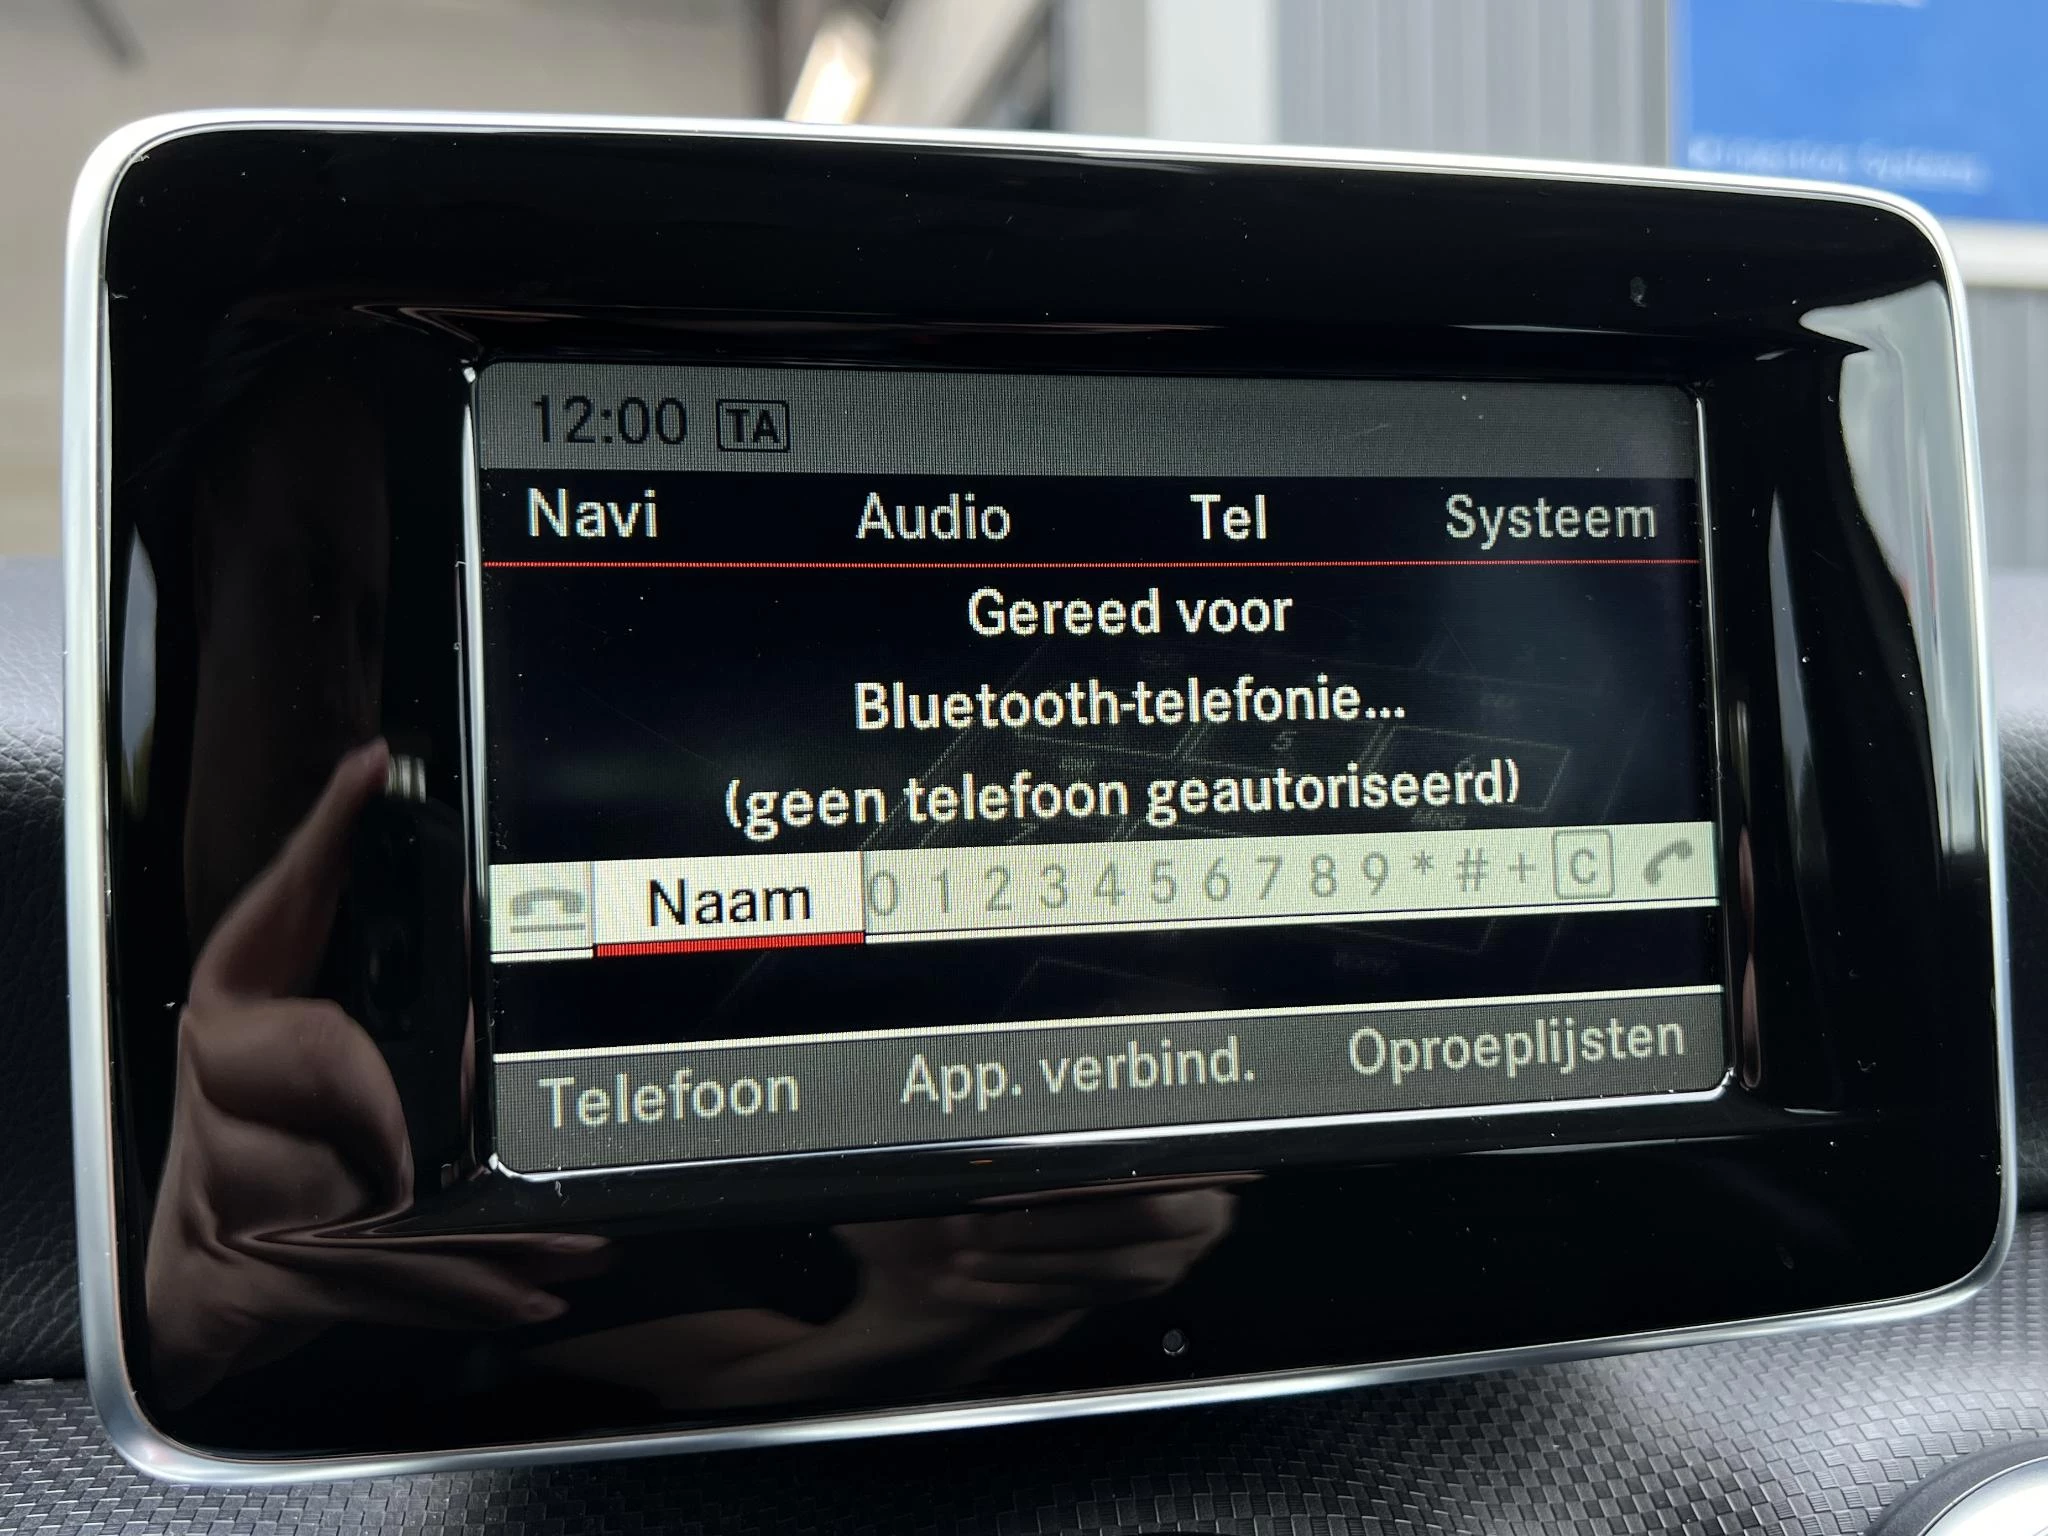 12:00 TA
Navi Audio Tel Systeem
Gereed voor
Bluetooth-telefonie...
(geen telefoon geautoriseerd)
Naam 0 1 2 3 4 5 6 7 8 9 * # + C
Telefoon App. verbind. Oproeplijsten